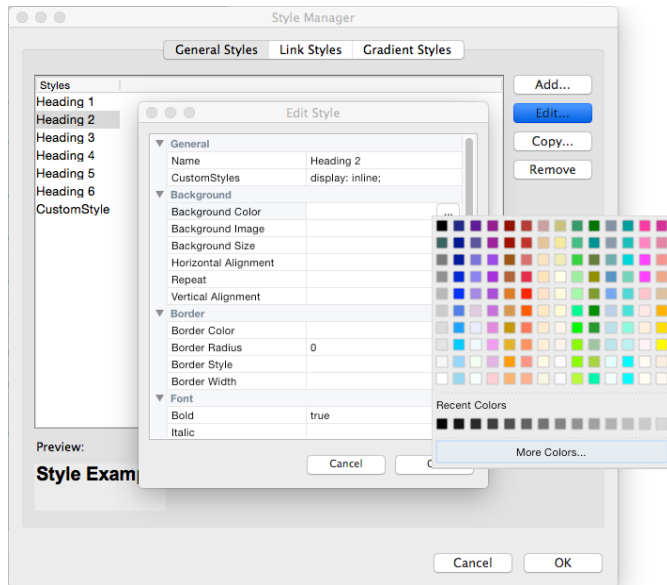 Style Manager
General Styles Link Styles Gradient Styles
Styles
Heading 1
Heading 2
Heading 3
Heading 4
Heading 5
Heading 6
CustomStyle
Add...
Edit...
Copy...
Remove
Edit Style
General
Name Heading 2
CustomStyles display: inline;
Background
Background Color ...
Background Image
Background Size
Horizontal Alignment
Repeat
Vertical Alignment
Border
Border Color
Border Radius 0
Border Style
Border Width
Font
Bold true
Italic
Cancel
Recent Colors
More Colors...
Preview:
Style Exam
Cancel OK